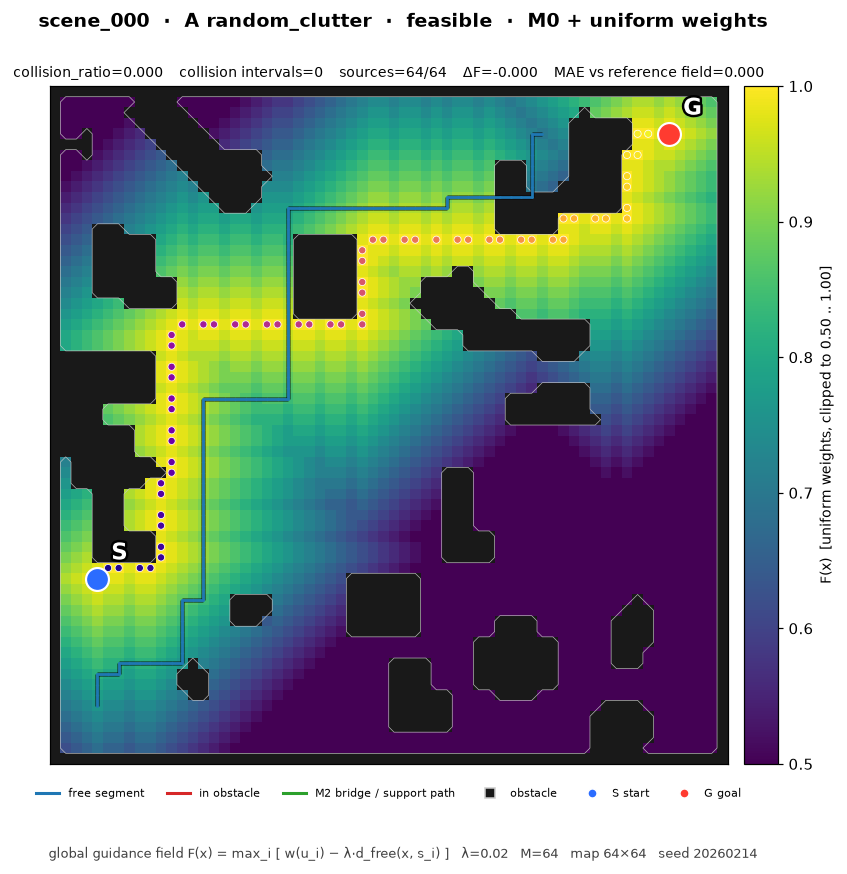 scene_000 · A random_clutter · feasible · M0 + uniform weights
collision_ratio=0.000 collision intervals=0 sources=64/64 ΔF=-0.000 MAE vs reference field=0.000
G
S
1.0
0.9
0.8
0.7
0.6
0.5
F(x) [uniform weights, clipped to 0.50 .. 1.00]
free segment in obstacle M2 bridge / support path obstacle S start G goal
global guidance field F(x) = max_i [ w(u_i) − λ·d_free(x, s_i) ] λ=0.02 M=64 map 64×64 seed 20260214